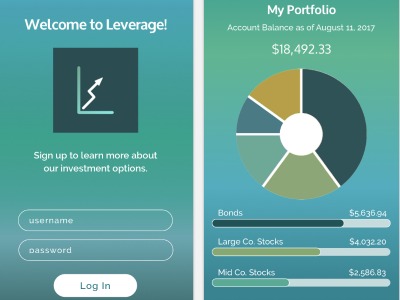 Welcome to Leverage!
Sign up to learn more about
our investment options.
username
password
Log In
My Portfolio
Account Balance as of August 11, 2017
$18,492.33
Bonds $5,636.94
Large Co. Stocks $4,032.20
Mid Co. Stocks $2,586.83